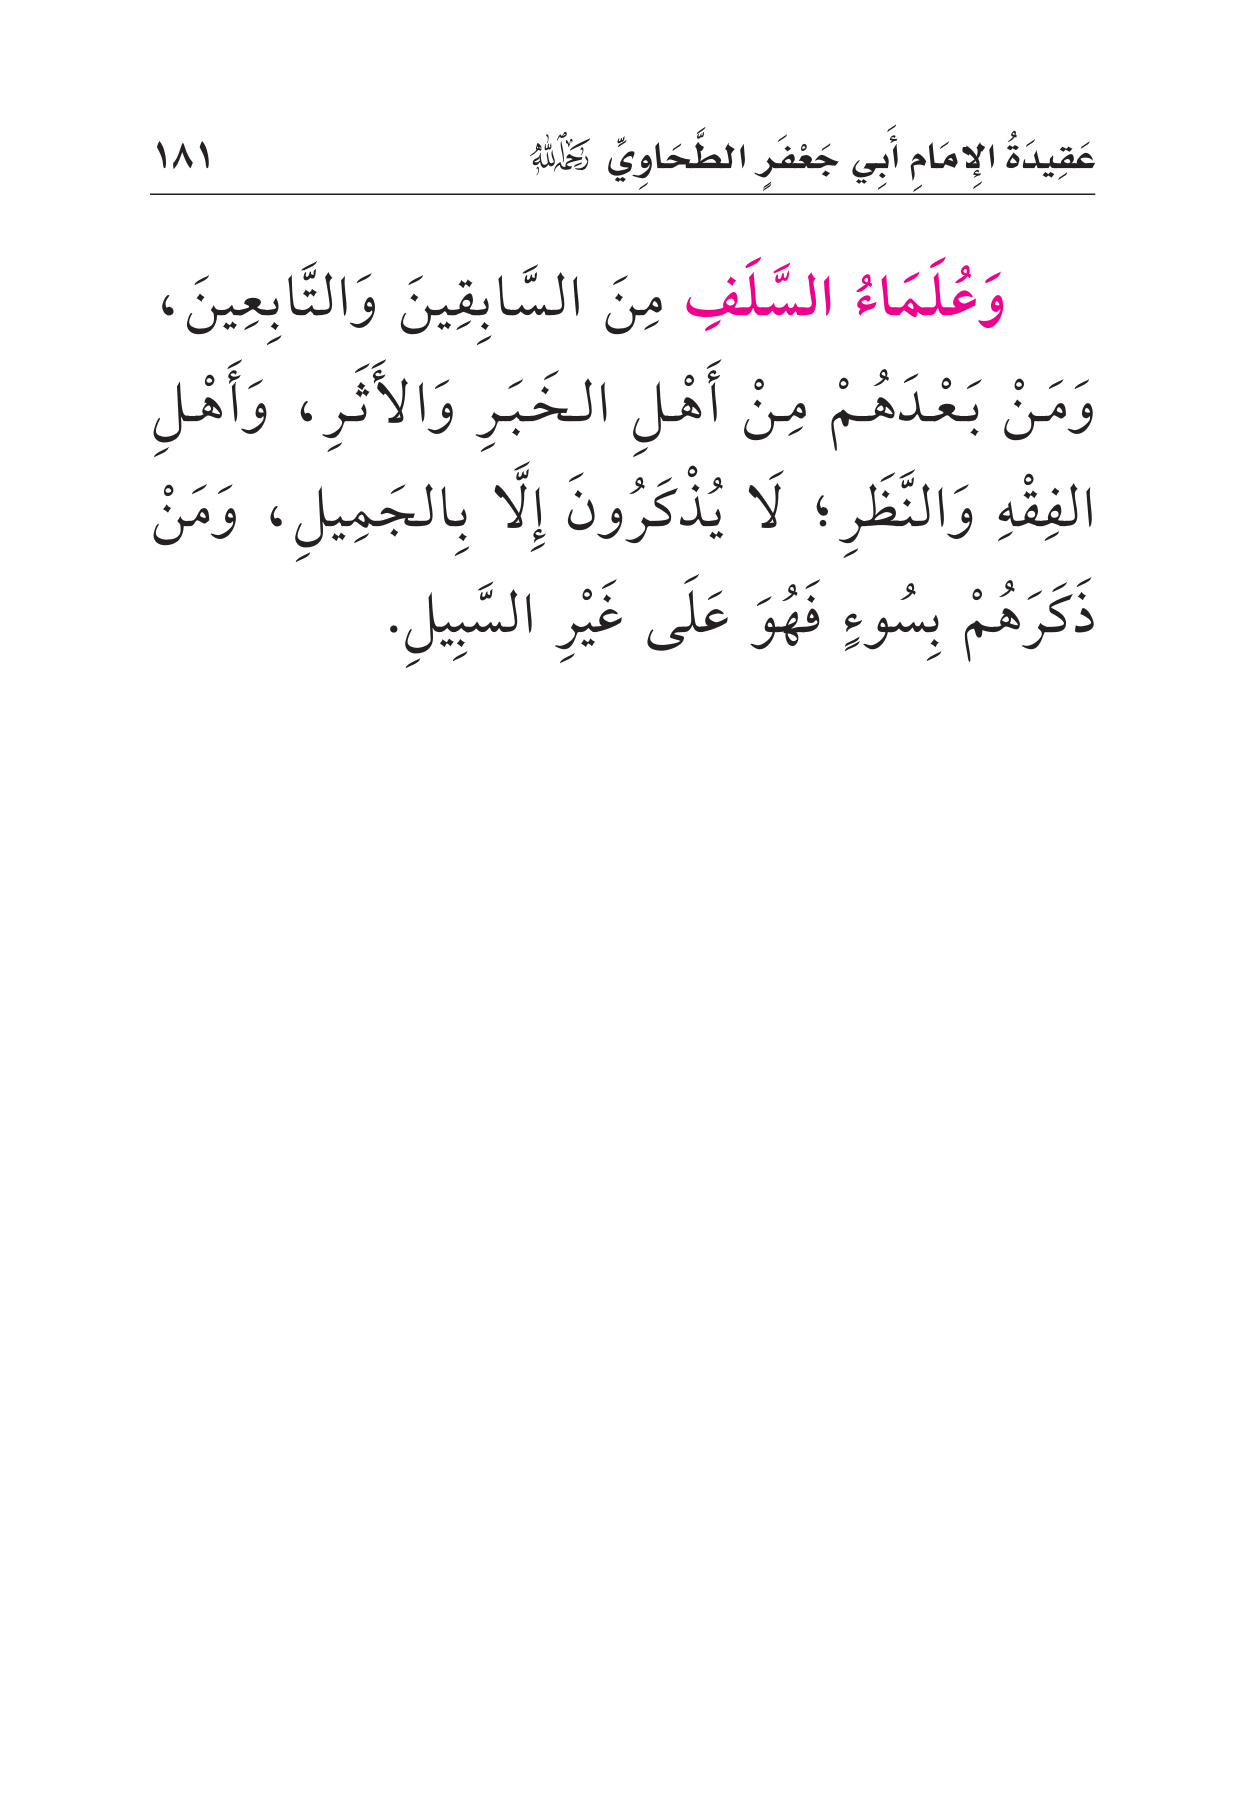 عَقِيدَةُ الإِمَامِ أَبِي جَعْفَرٍ الطَّحَاوِيِّ رَحِمَهُ اللَّهُ ١٨١
وَعُلَمَاءُ السَّلَفِ مِنَ السَّابِقِينَ وَالتَّابِعِينَ،
وَمَنْ بَعْدَهُمْ مِنْ أَهْلِ الخَبَرِ وَالأَثَرِ، وَأَهْلِ
الفِقْهِ وَالنَّظَرِ؛ لَا يُذْكَرُونَ إِلَّا بِالجَمِيلِ، وَمَنْ
ذَكَرَهُمْ بِسُوءٍ فَهُوَ عَلَى غَيْرِ السَّبِيلِ.